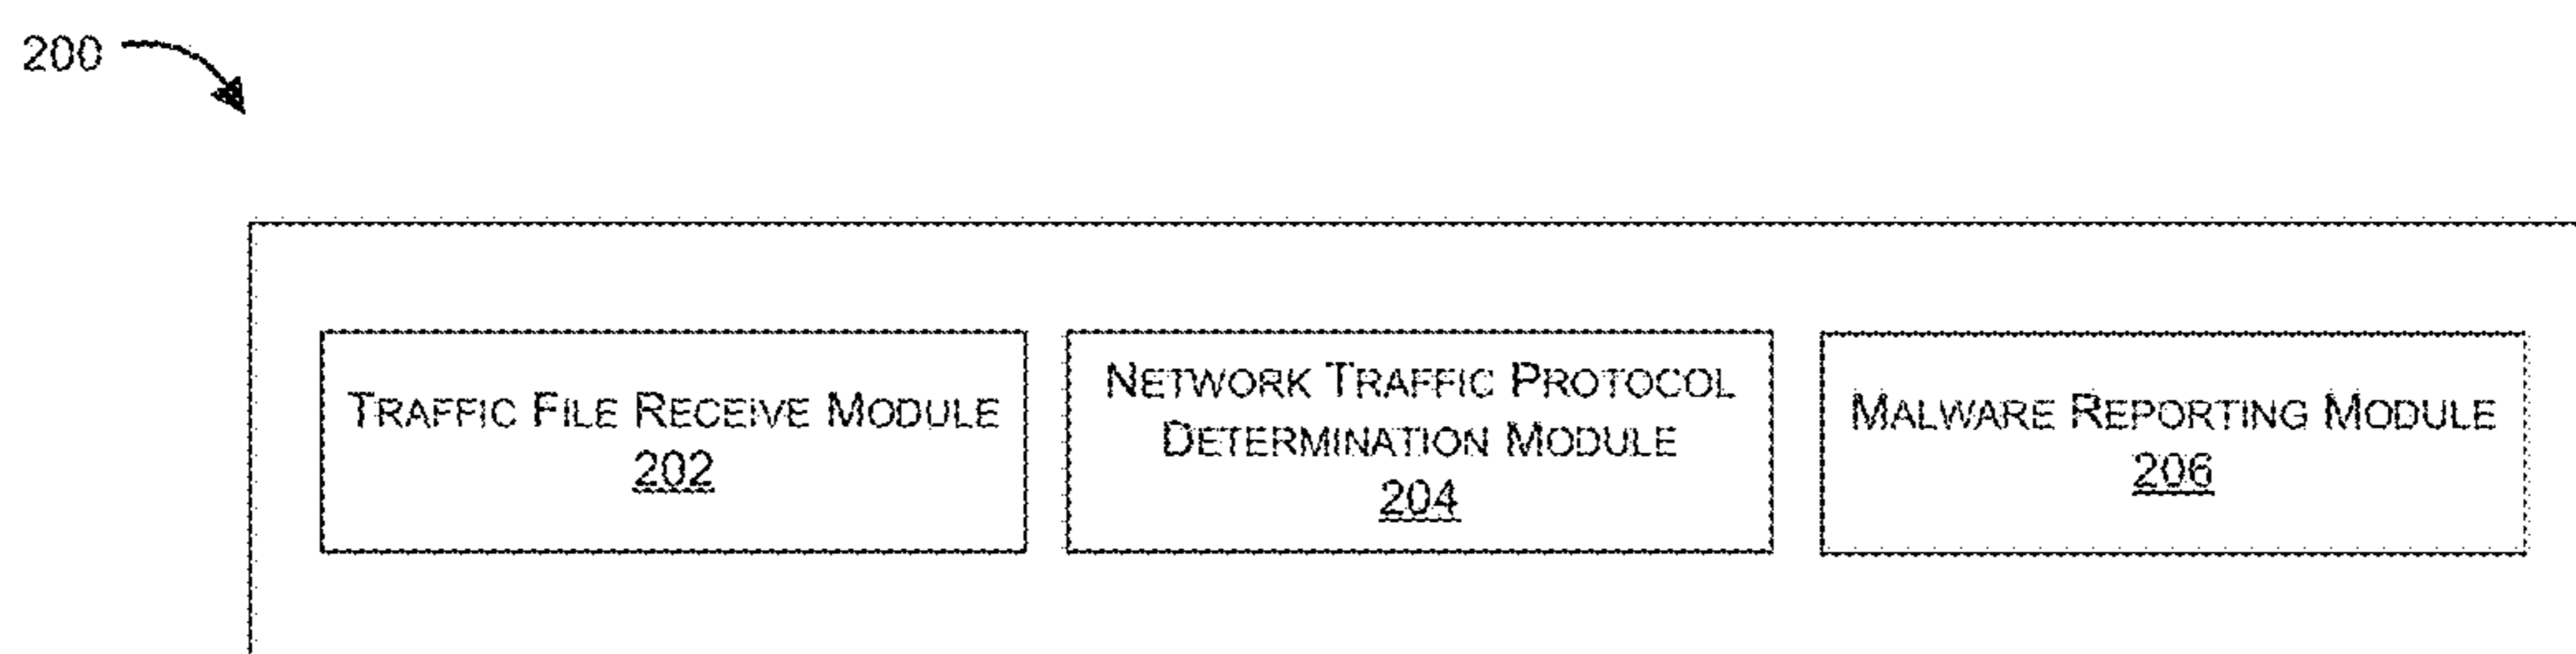 200
TRAFFIC FILE RECEIVE MODULE
202
NETWORK TRAFFIC PROTOCOL
DETERMINATION MODULE
204
MALWARE REPORTING MODULE
206